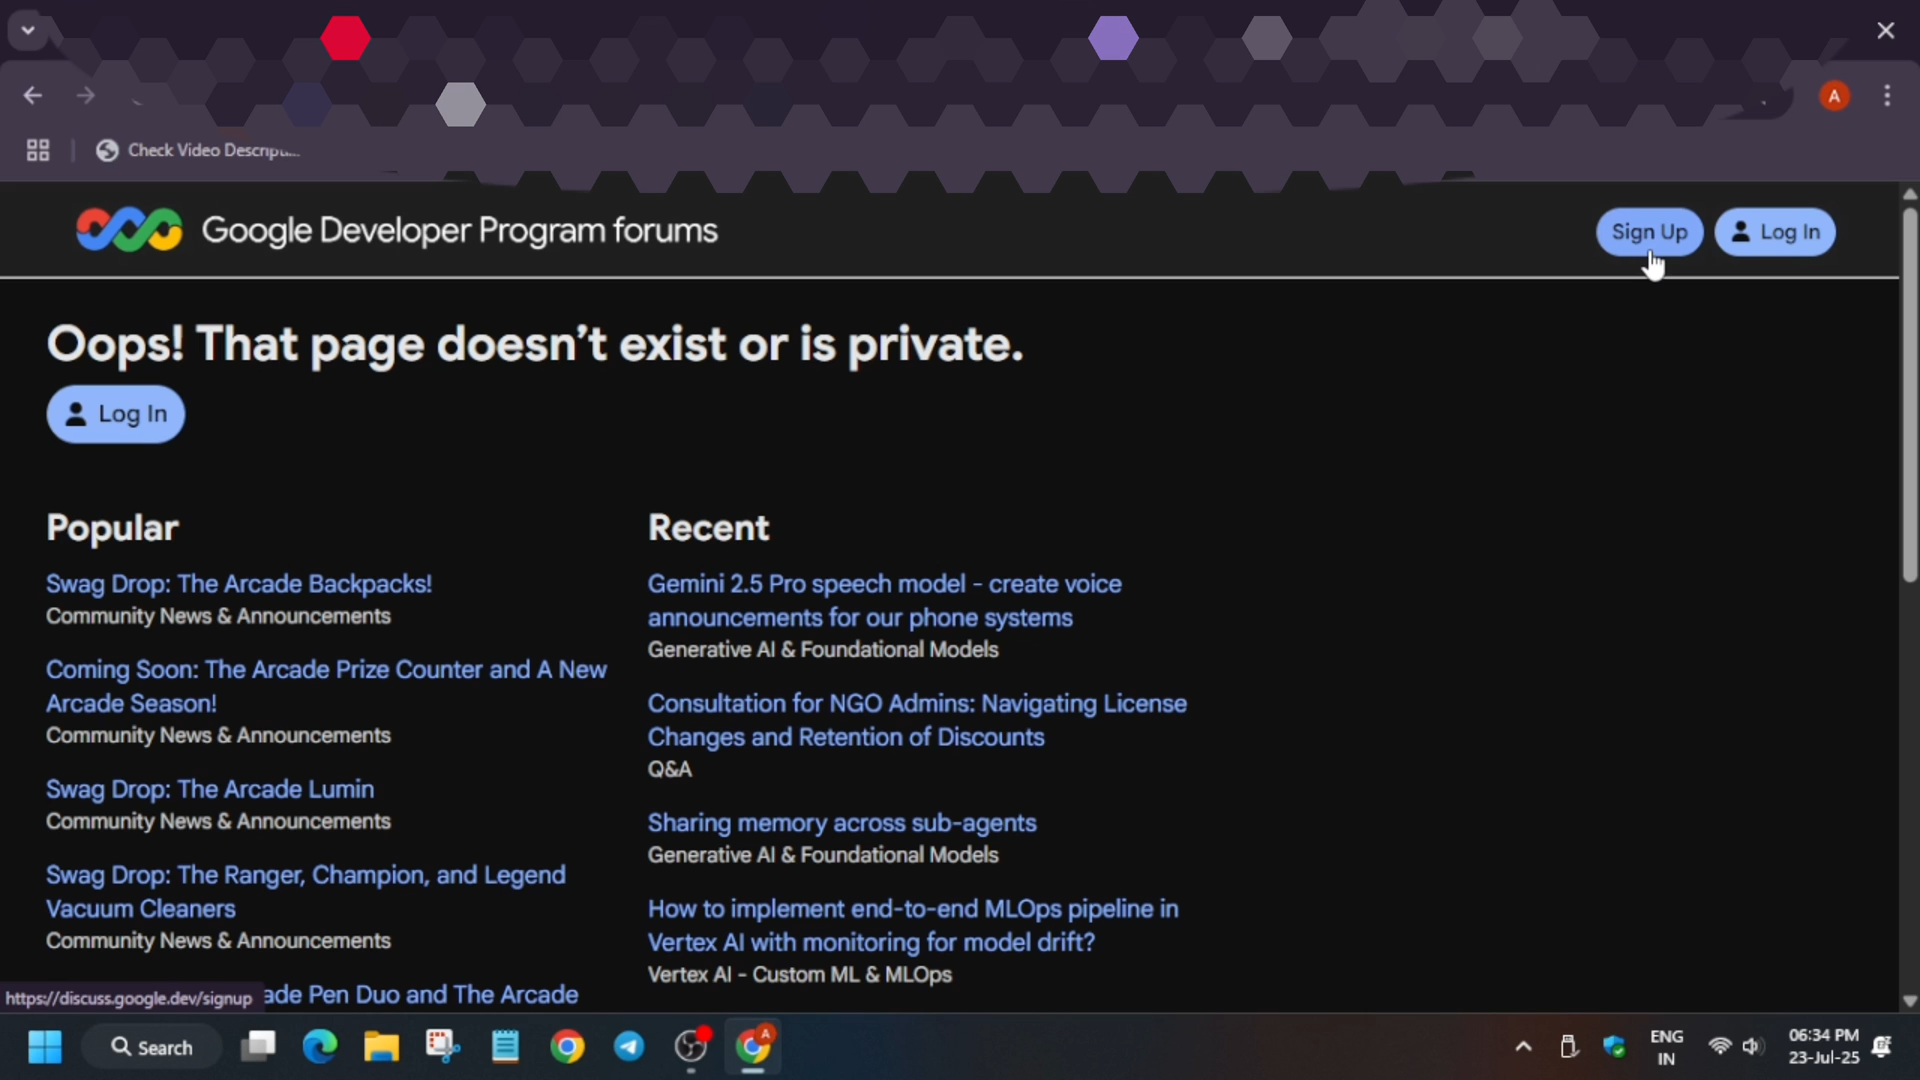 A
Check Video Descript...
Google Developer Program forums
Sign Up
Log In
Oops! That page doesn't exist or is private.
Log In
Popular
Swag Drop: The Arcade Backpacks!
Community News & Announcements
Coming Soon: The Arcade Prize Counter and A New
Arcade Season!
Community News & Announcements
Swag Drop: The Arcade Lumin
Community News & Announcements
Swag Drop: The Ranger, Champion, and Legend
Vacuum Cleaners
Community News & Announcements
ade Pen Duo and The Arcade
Recent
Gemini 2.5 Pro speech model - create voice
announcements for our phone systems
Generative AI & Foundational Models
Consultation for NGO Admins: Navigating License
Changes and Retention of Discounts
Q&A
Sharing memory across sub-agents
Generative AI & Foundational Models
How to implement end-to-end MLOps pipeline in
Vertex AI with monitoring for model drift?
Vertex AI - Custom ML & MLOps
https://discuss.google.dev/signup
Search
A
ENG
IN
06:34 PM
23-Jul-25